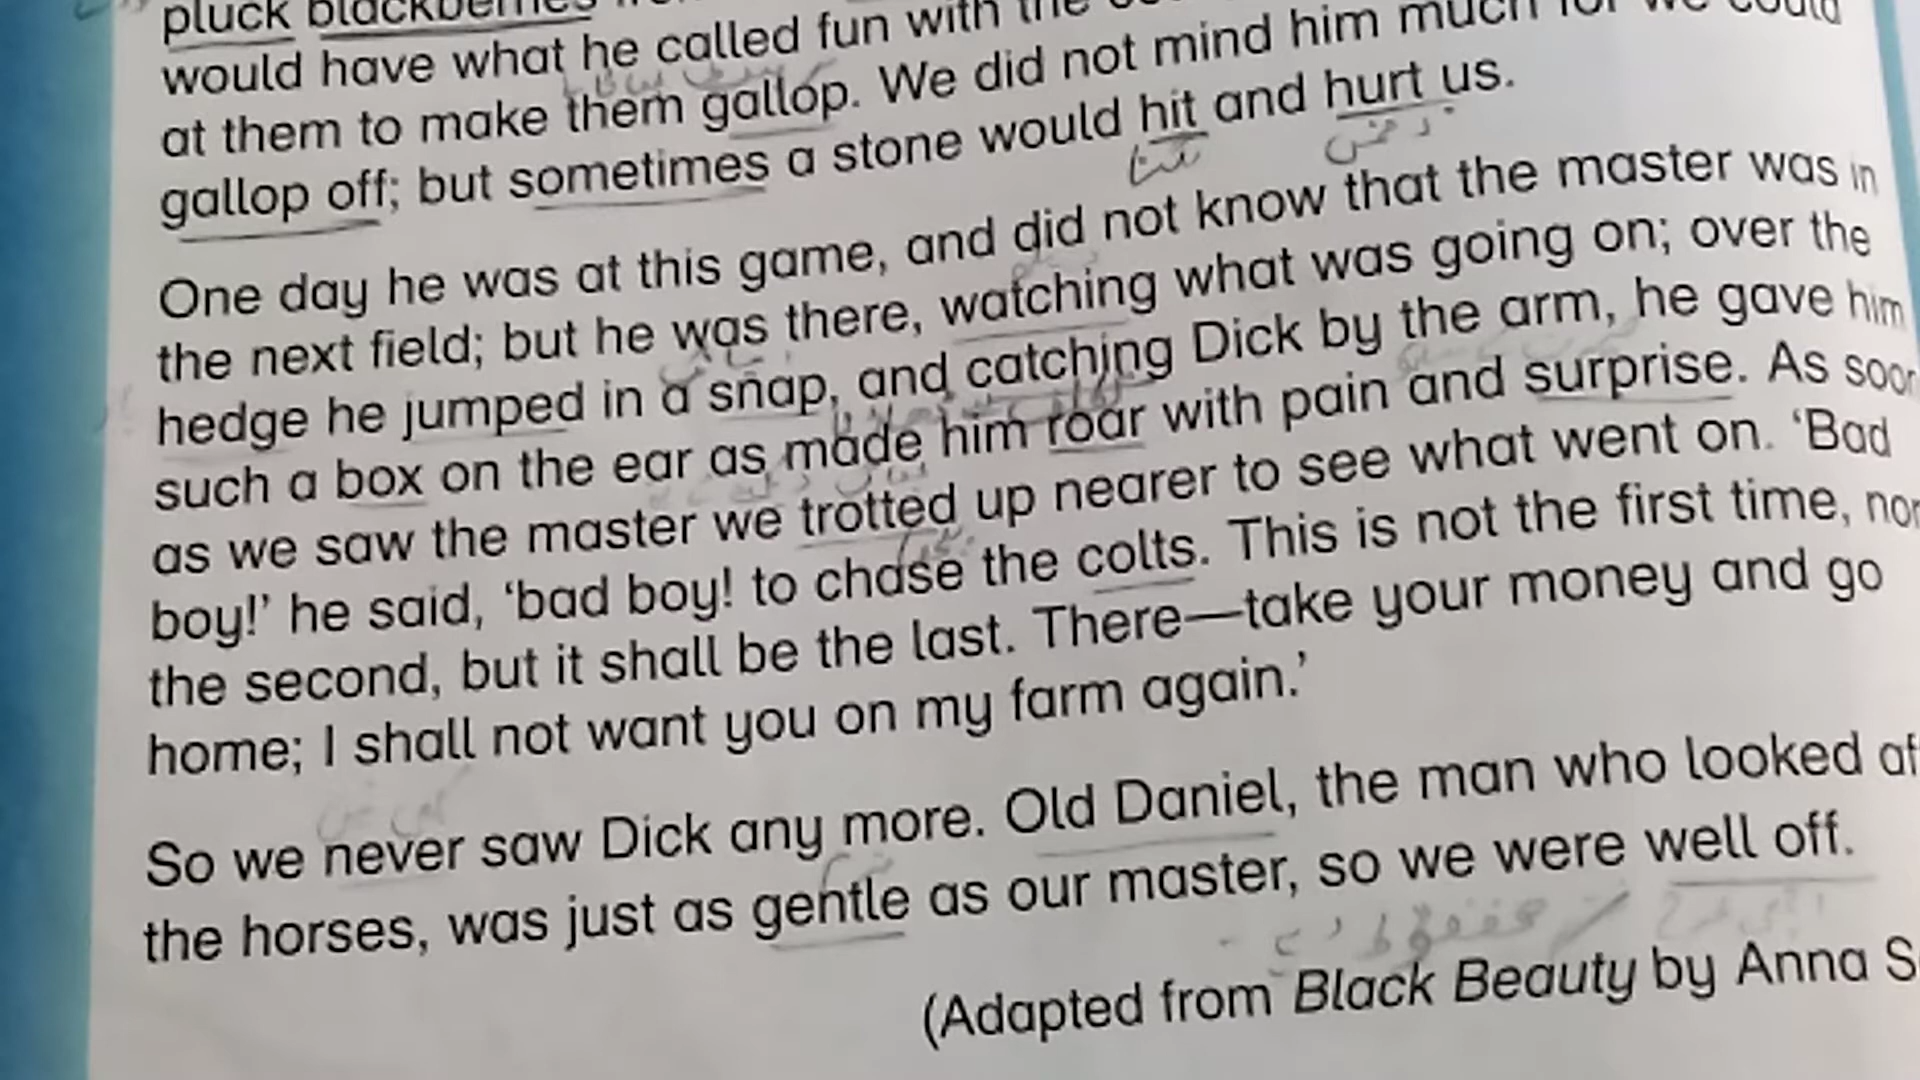 pluck blackberries
would have what he called fun with the
at them to make them gallop. We did not mind him much for we could
gallop off; but sometimes a stone would hit and hurt us.
لگنا
One day he was at this game, and did not know that the master was in
the next field; but he was there, watching what was going on; over the
hedge he jumped in a snap, and catching Dick by the arm, he gave him
such a box on the ear as made him roar with pain and surprise. As soon
as we saw the master we trotted up nearer to see what went on. ‘Bad
boy!’ he said, ‘bad boy! to chase the colts. This is not the first time, nor
the second, but it shall be the last. There—take your money and go
home; I shall not want you on my farm again.’
So we never saw Dick any more. Old Daniel, the man who looked af
نرم
the horses, was just as gentle as our master, so we were well off.
محفوظ
(Adapted from Black Beauty by Anna S